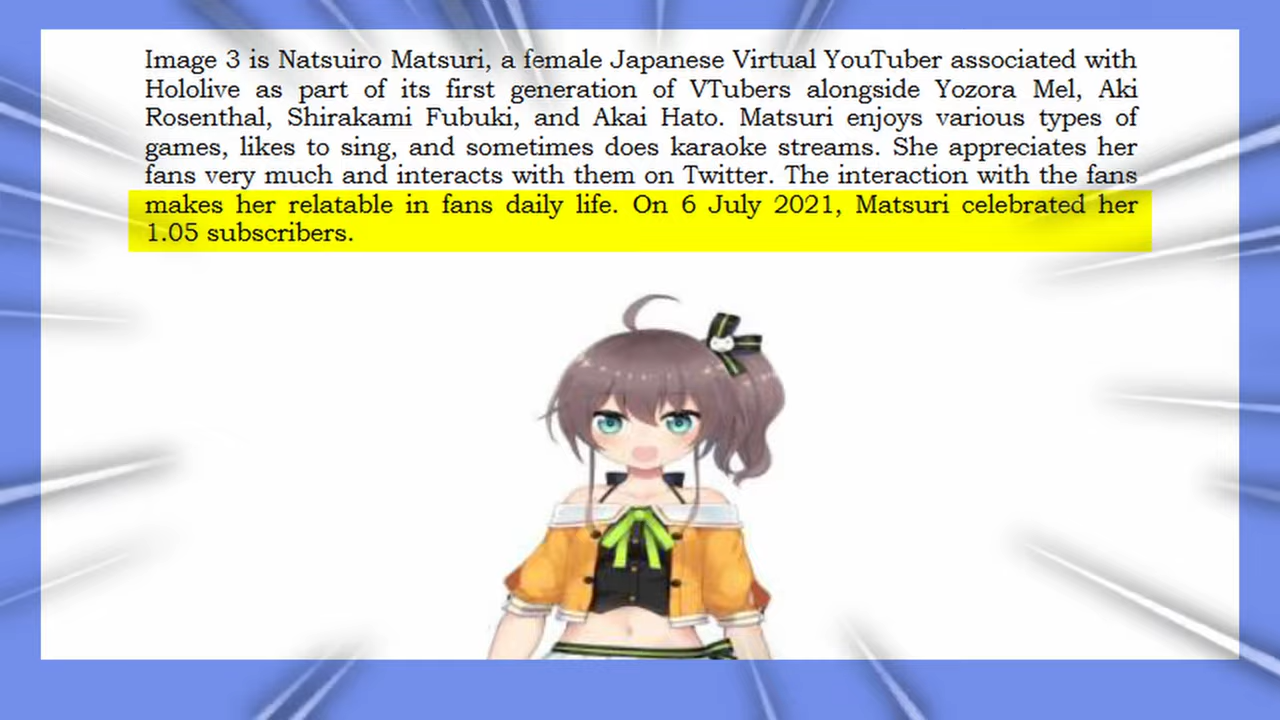 Image 3 is Natsuiro Matsuri, a female Japanese Virtual YouTuber associated with
Hololive as part of its first generation of VTubers alongside Yozora Mel, Aki
Rosenthal, Shirakami Fubuki, and Akai Hato. Matsuri enjoys various types of
games, likes to sing, and sometimes does karaoke streams. She appreciates her
fans very much and interacts with them on Twitter. The interaction with the fans
makes her relatable in fans daily life. On 6 July 2021, Matsuri celebrated her
1.05 subscribers.